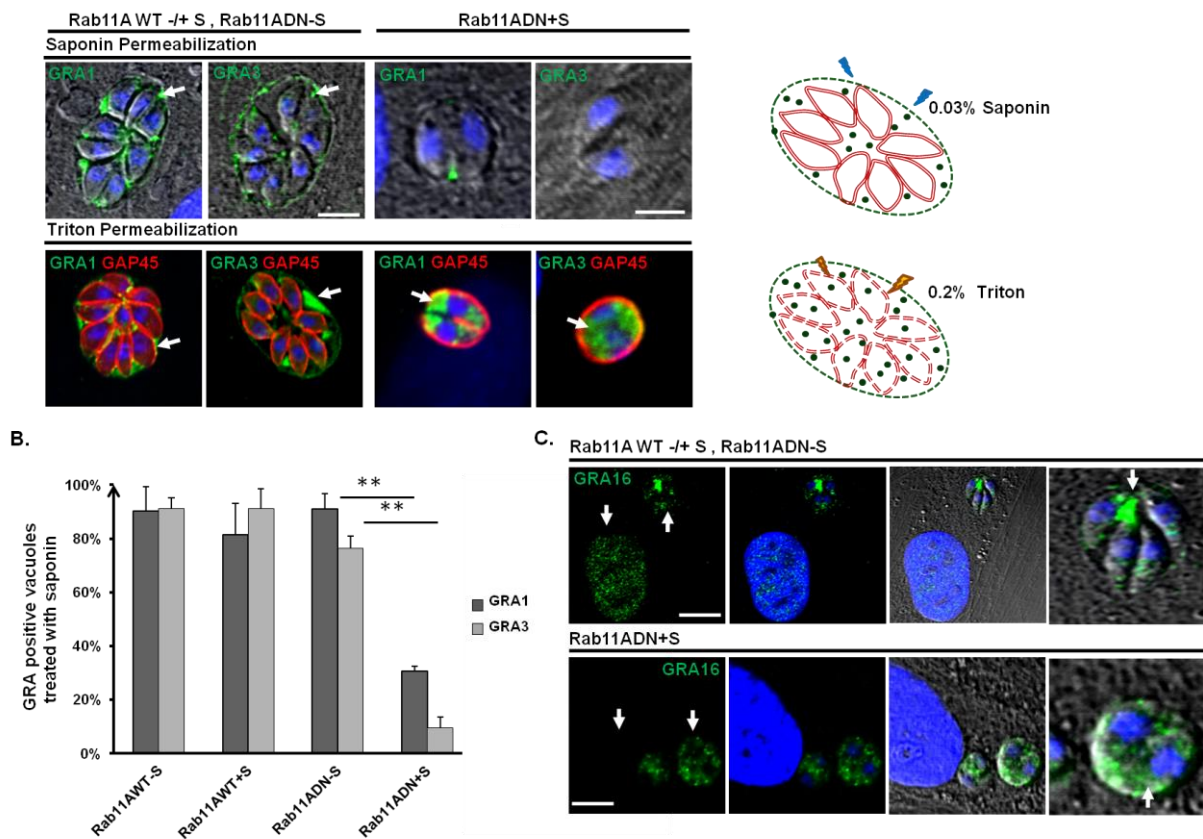 Rab11A WT -/+ S , Rab11ADN-S
Rab11ADN+S
Saponin Permeabilization
GRA1
GRA3
GRA1
GRA3
0.03% Saponin
Triton Permeabilization
GRA1 GAP45
GRA3 GAP45
GRA1 GAP45
GRA3 GAP45
0.2% Triton
B.
GRA positive vacuoles
treated with saponin
100%
80%
60%
40%
20%
0%
**
**
GRA1
GRA3
Rab11AWT-S
Rab11AWT+S
Rab11ADN-S
Rab11ADN+S
C.
Rab11A WT -/+ S , Rab11ADN-S
GRA16
Rab11ADN+S
GRA16